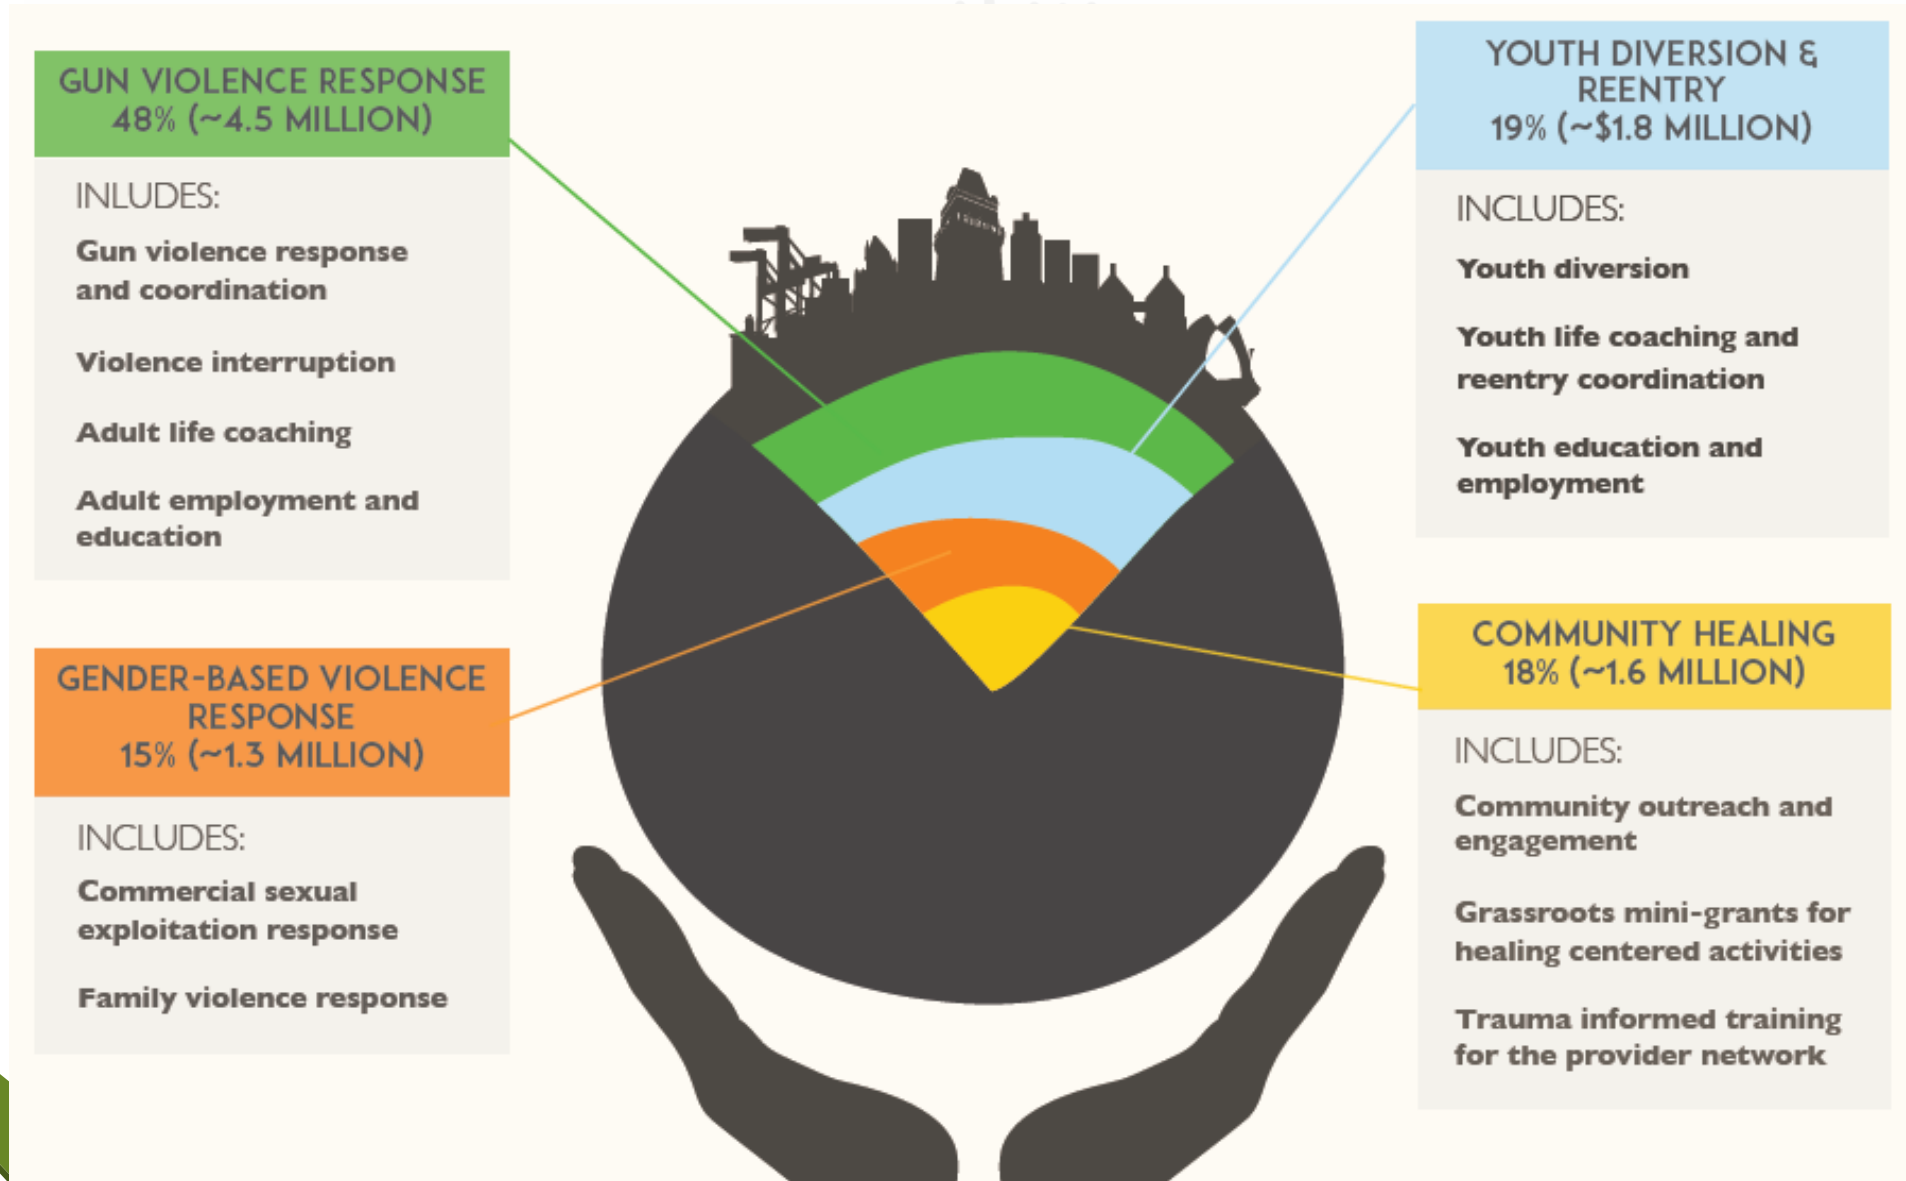 GUN VIOLENCE RESPONSE
48% (~4.5 MILLION)
INLUDES:
Gun violence response
and coordination
Violence interruption
Adult life coaching
Adult employment and
education
GENDER-BASED VIOLENCE
RESPONSE
15% (~1.3 MILLION)
INCLUDES:
Commercial sexual
exploitation response
Family violence response
YOUTH DIVERSION &
REENTRY
19% (~$1.8 MILLION)
INCLUDES:
Youth diversion
Youth life coaching and
reentry coordination
Youth education and
employment
COMMUNITY HEALING
18% (~1.6 MILLION)
INCLUDES:
Community outreach and
engagement
Grassroots mini-grants for
healing centered activities
Trauma informed training
for the provider network